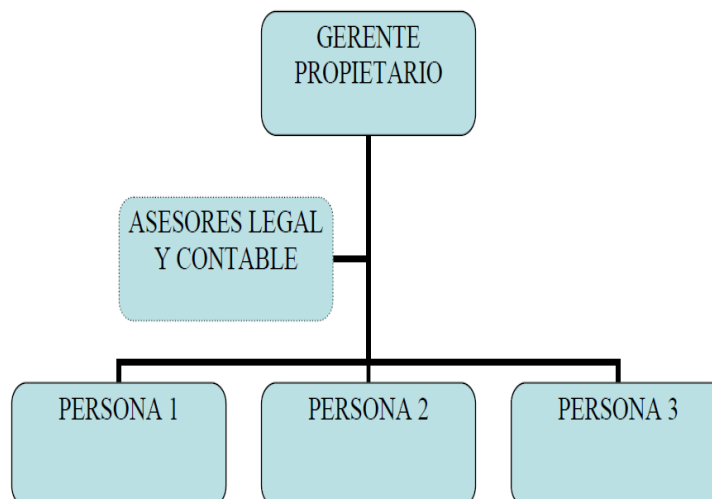 GERENTE
PROPIETARIO
ASESORES LEGAL
Y CONTABLE
PERSONA 1
PERSONA 2
PERSONA 3